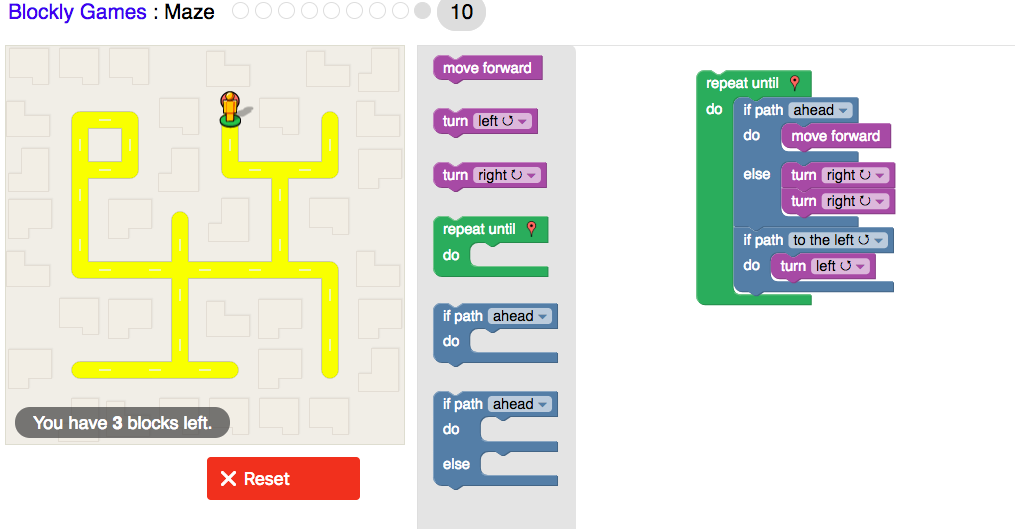 Blockly Games : Maze 10
move forward
turn left ↺
turn right ↻
repeat until
do
if path ahead
do
if path ahead
do
else
repeat until
do if path ahead
do move forward
else turn right ↻
turn right ↻
if path to the left ↺
do turn left ↺
You have 3 blocks left.
Reset